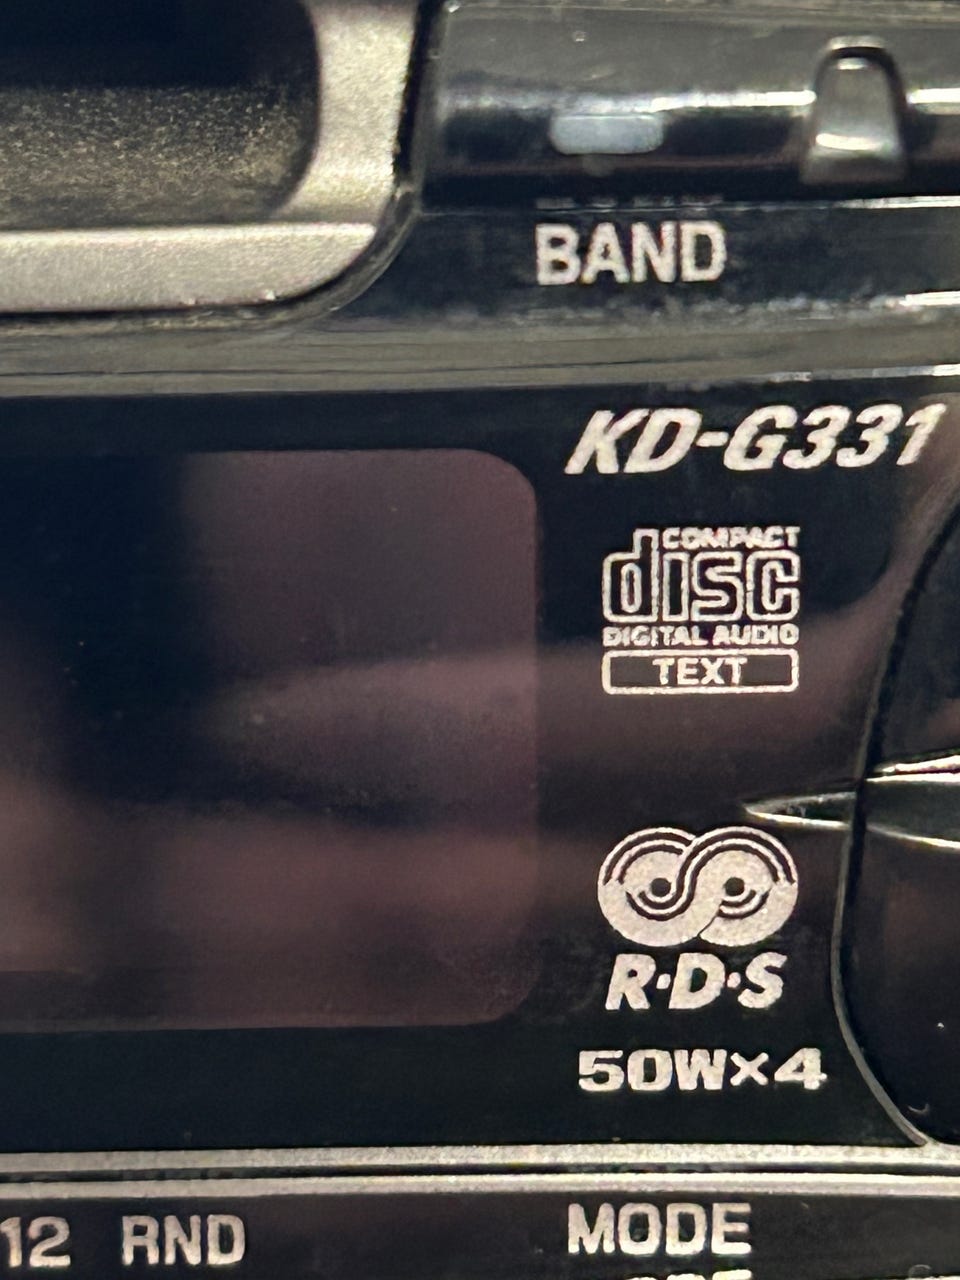 BAND
KD-G331
COMPACT
disc
DIGITAL AUDIO
TEXT
R·D·S
50W×4
12 RND
MODE